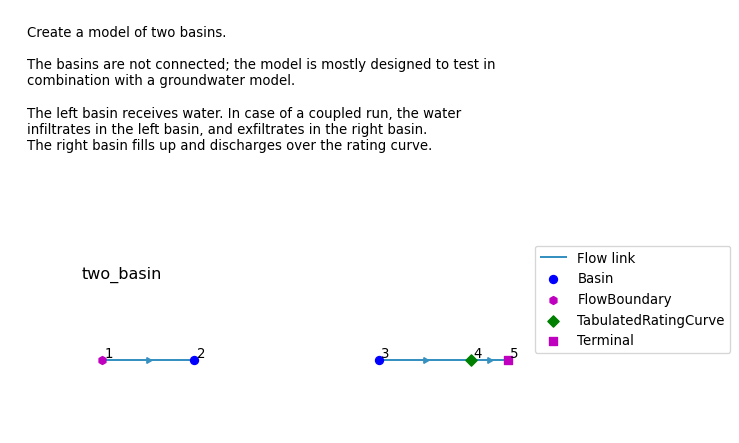 Create a model of two basins.
The basins are not connected; the model is mostly designed to test in
combination with a groundwater model.
The left basin receives water. In case of a coupled run, the water
infiltrates in the left basin, and exfiltrates in the right basin.
The right basin fills up and discharges over the rating curve.
two_basin
Flow link
Basin
FlowBoundary
TabulatedRatingCurve
Terminal
1 2 3 4 5